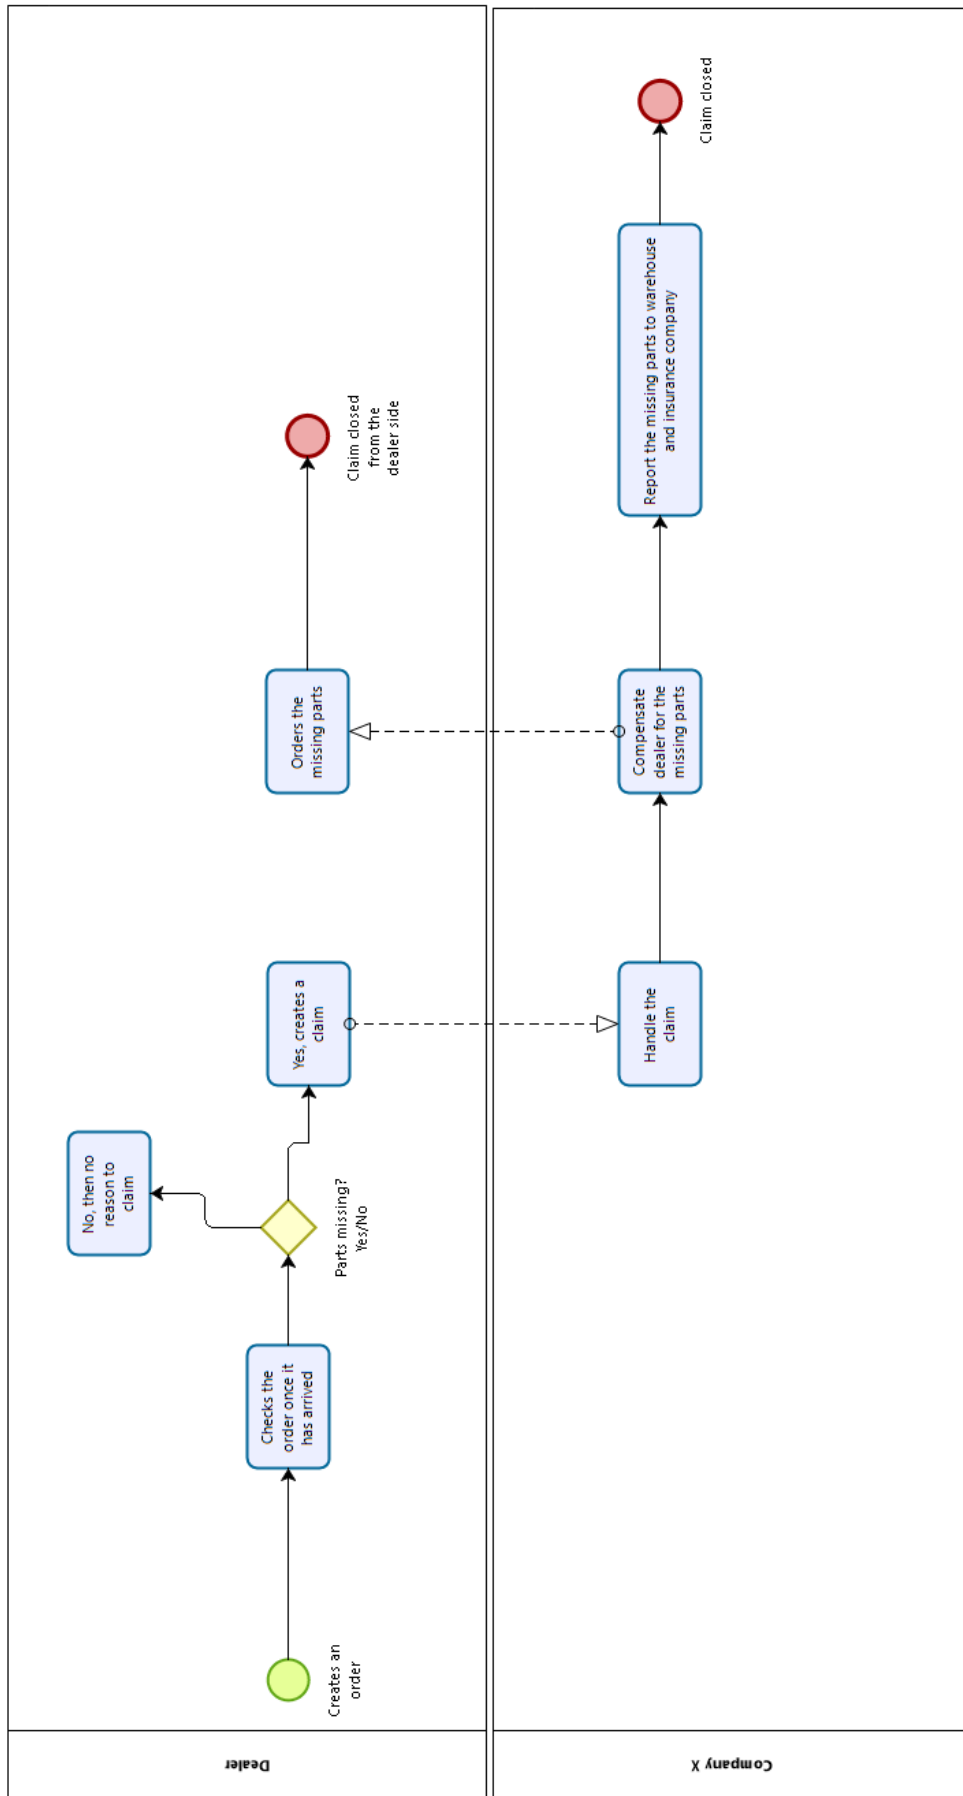 Dealer
Creates an
order
Checks the
order once it
has arrived
Parts missing?
Yes/No
No, then no
reason to
claim
Yes, creates a
claim
Orders the
missing parts
Claim closed
from the
dealer side
Company X
Handle the
claim
Compensate
dealer for the
missing parts
Report the missing parts to warehouse
and insurance company
Claim closed